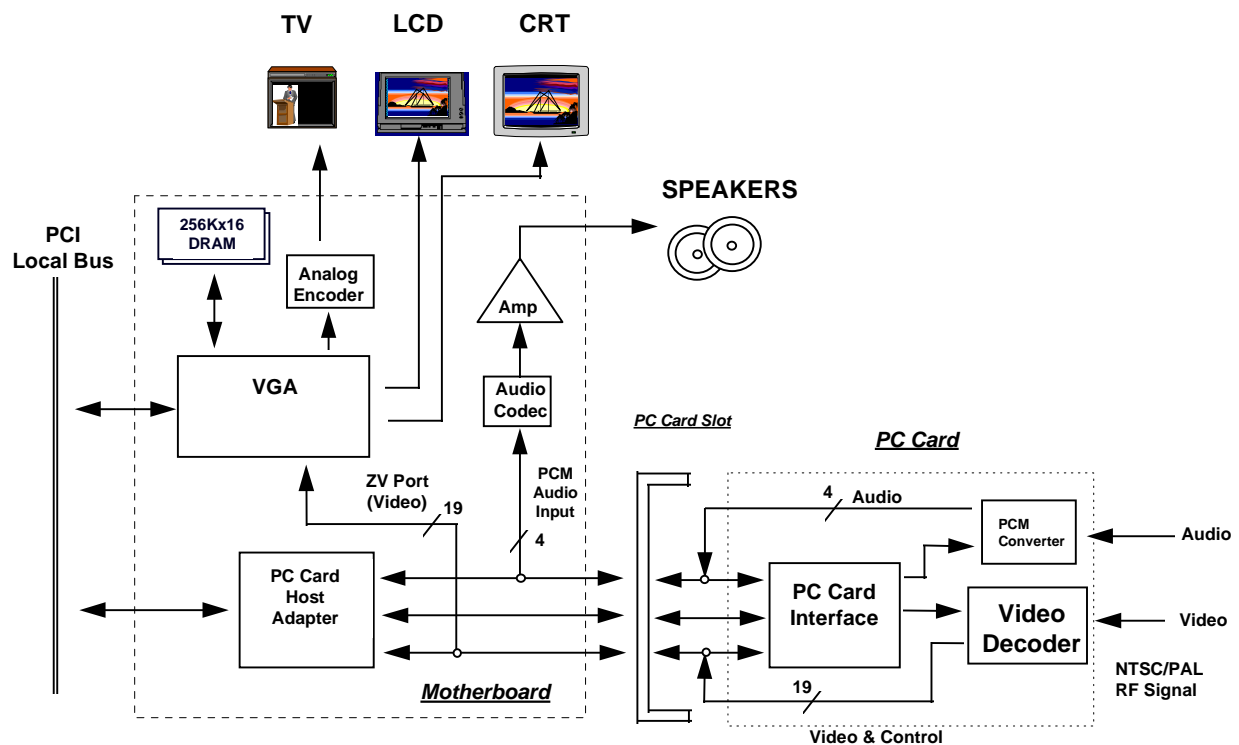 TV
LCD
CRT
SPEAKERS
PCI
Local Bus
256Kx16
DRAM
Analog
Encoder
Amp
VGA
Audio
Codec
PC Card Slot
PC Card
ZV Port
(Video)
19
PCM
Audio
Input
4
4
Audio
PCM
Converter
Audio
PC Card
Host
Adapter
PC Card
Interface
Video
Decoder
Video
19
NTSC/PAL
RF Signal
Motherboard
Video & Control